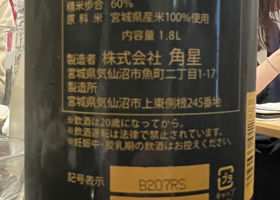 精米歩合 60%
原料米 宮城県産米100%使用
内容量 1.8L
製造者 株式会社 角星
宮城県気仙沼市魚町二丁目1-17
製造所
宮城県気仙沼市上東側根245番地
※飲酒は20歳になってから。
※飲酒運転は法律で禁止されています。
※妊娠中・授乳期の飲酒はお控えください。
記号表示 B207RS